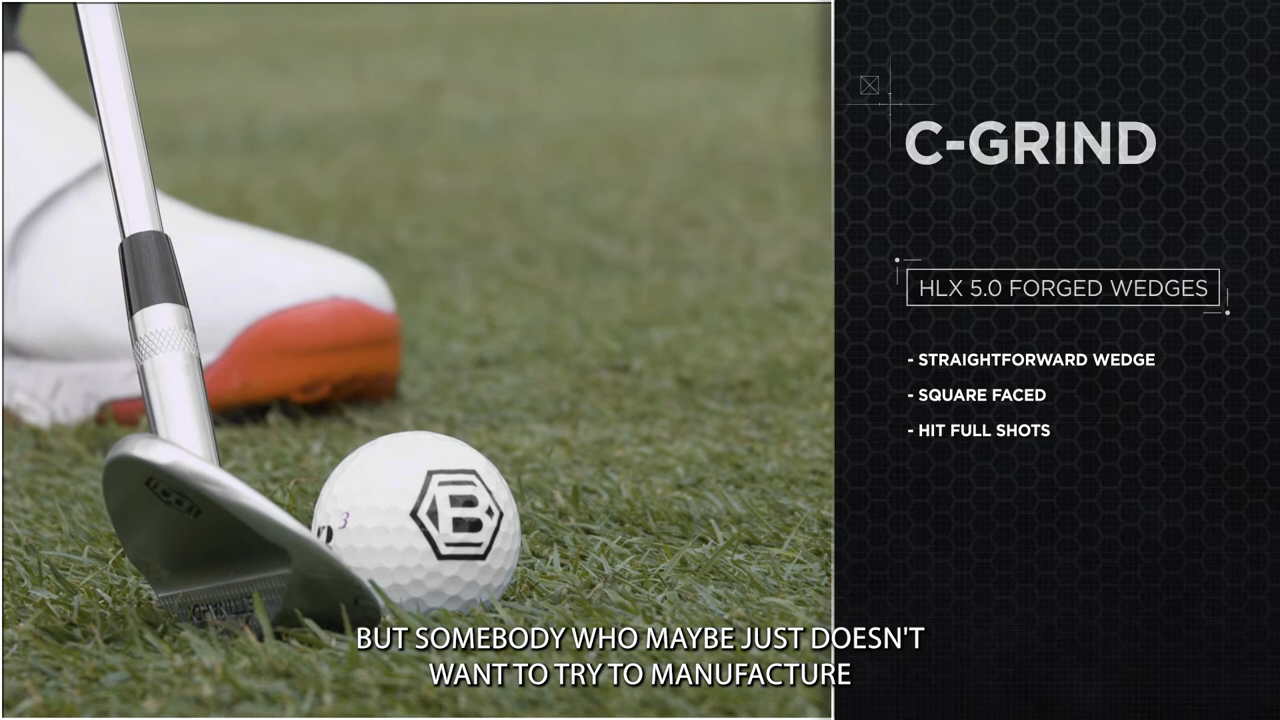 C-GRIND
HLX 5.0 FORGED WEDGES
- STRAIGHTFORWARD WEDGE
- SQUARE FACED
- HIT FULL SHOTS
3
B
BUT SOMEBODY WHO MAYBE JUST DOESN'T
WANT TO TRY TO MANUFACTURE